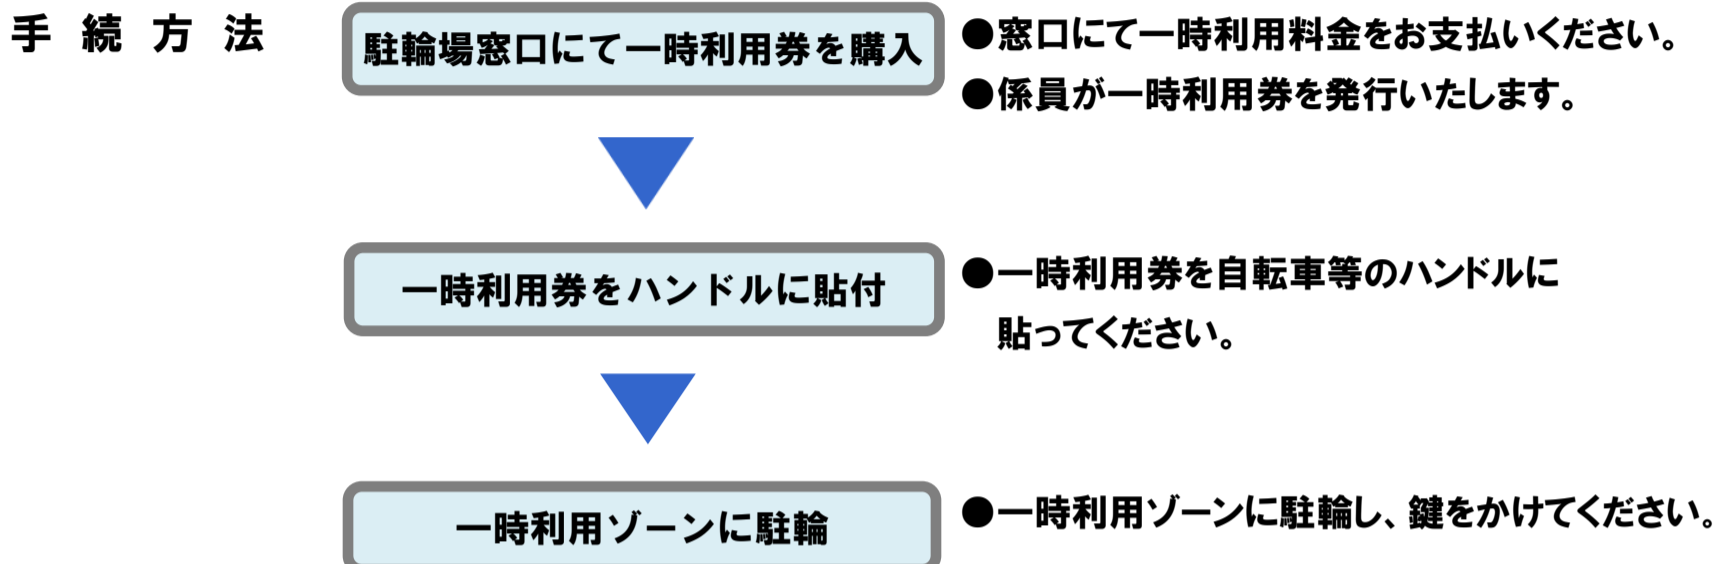 手続方法
駐輪場窓口にて一時利用券を購入
●窓口にて一時利用料金をお支払いください。
●係員が一時利用券を発行いたします。
一時利用券をハンドルに貼付
●一時利用券を自転車等のハンドルに
貼ってください。
一時利用ゾーンに駐輪
●一時利用ゾーンに駐輪し、鍵をかけてください。